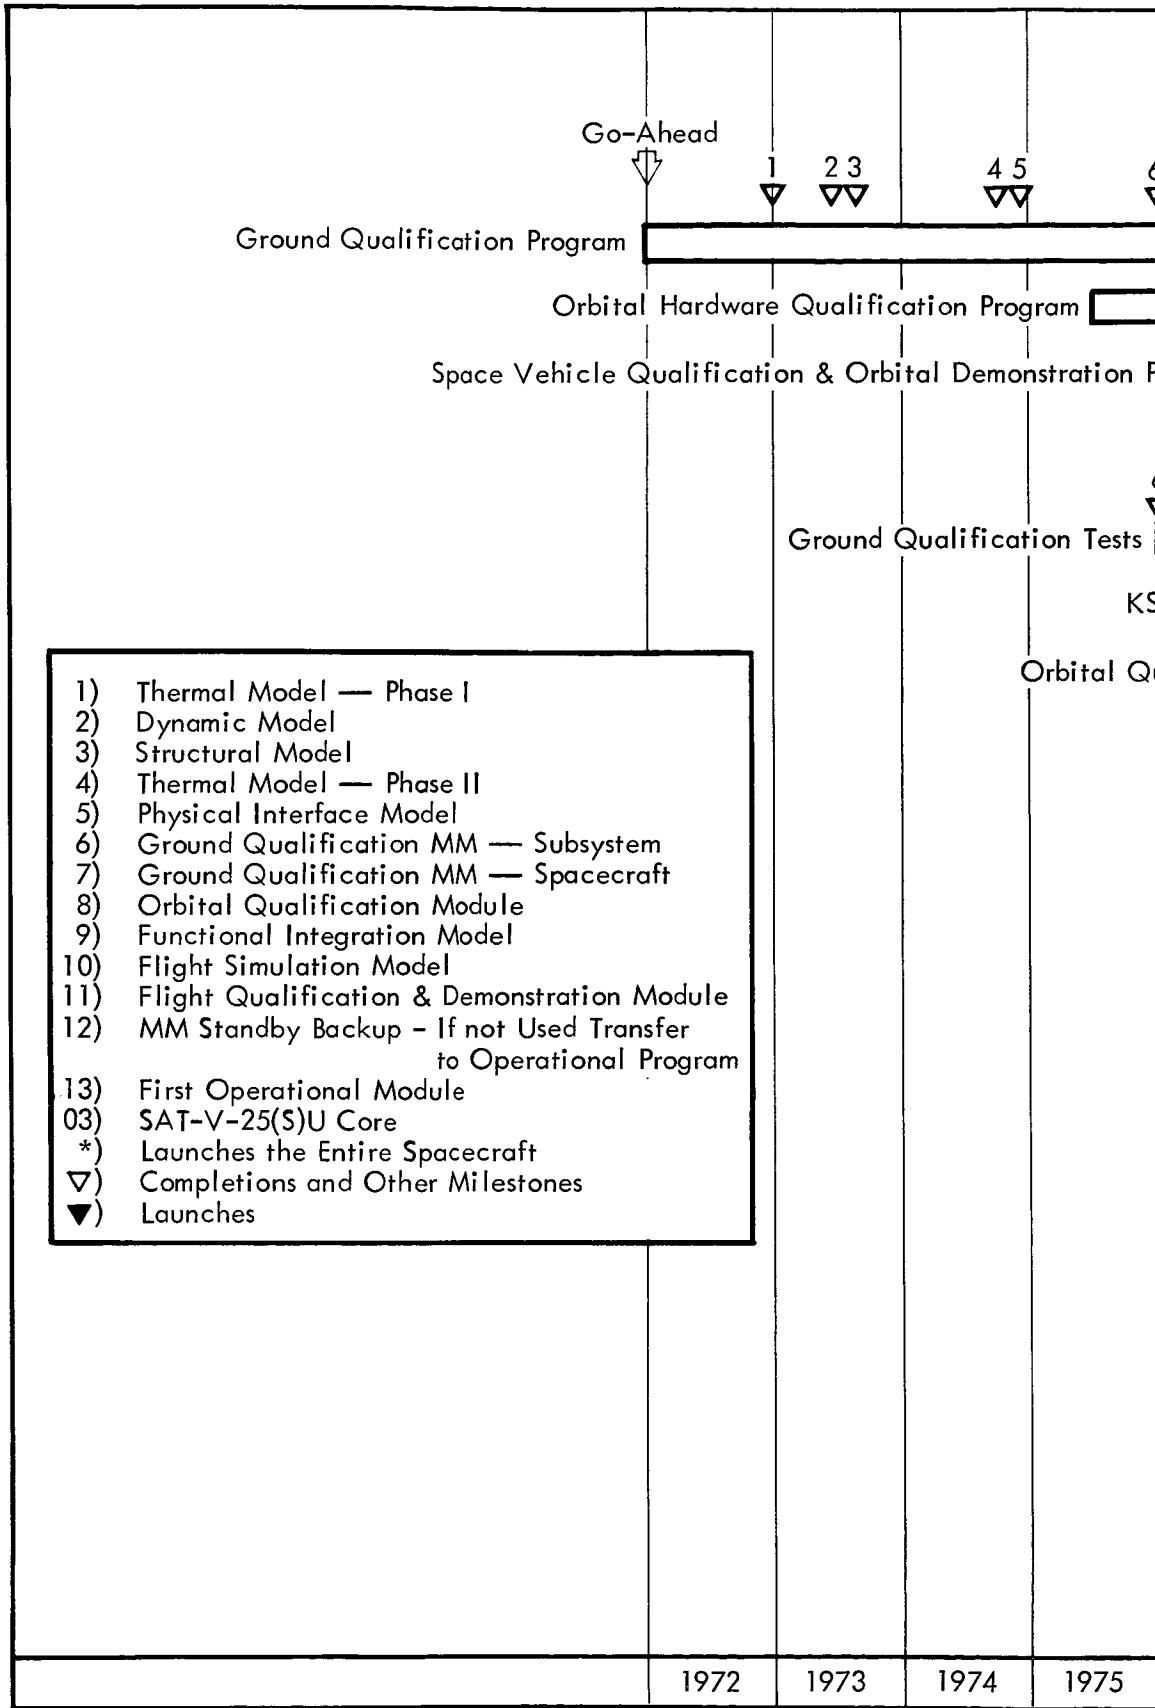 Go-Ahead
1 2 3 4 5 6
Ground Qualification Program
Orbital Hardware Qualification Program
Space Vehicle Qualification & Orbital Demonstration
Ground Qualification Tests
Orbital
1) Thermal Model — Phase I
2) Dynamic Model
3) Structural Model
4) Thermal Model — Phase II
5) Physical Interface Model
6) Ground Qualification MM — Subsystem
7) Ground Qualification MM — Spacecraft
8) Orbital Qualification Module
9) Functional Integration Model
10) Flight Simulation Model
11) Flight Qualification & Demonstration Module
12) MM Standby Backup - If not Used Transfer
to Operational Program
13) First Operational Module
03) SAT-V-25(S)U Core
*) Launches the Entire Spacecraft
▽) Completions and Other Milestones
▼) Launches
1972 1973 1974 1975